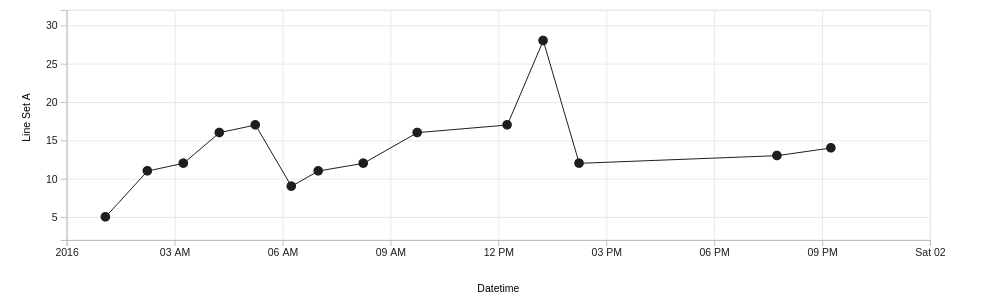 30
25
20
15
10
5
Line Set A
2016
03 AM
06 AM
09 AM
12 PM
03 PM
06 PM
09 PM
Sat 02
Datetime